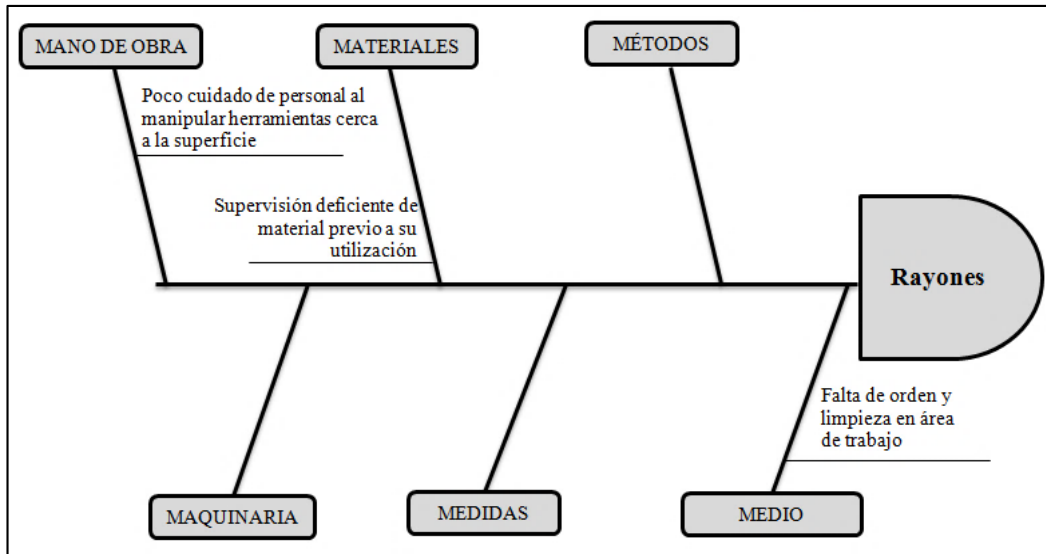 MANO DE OBRA
MATERIALES
MÉTODOS
Poco cuidado de personal al
manipular herramientas cerca
a la superficie
Supervisión deficiente de
material previo a su
utilización
Rayones
Falta de orden y
limpieza en área
de trabajo
MAQUINARIA
MEDIDAS
MEDIO